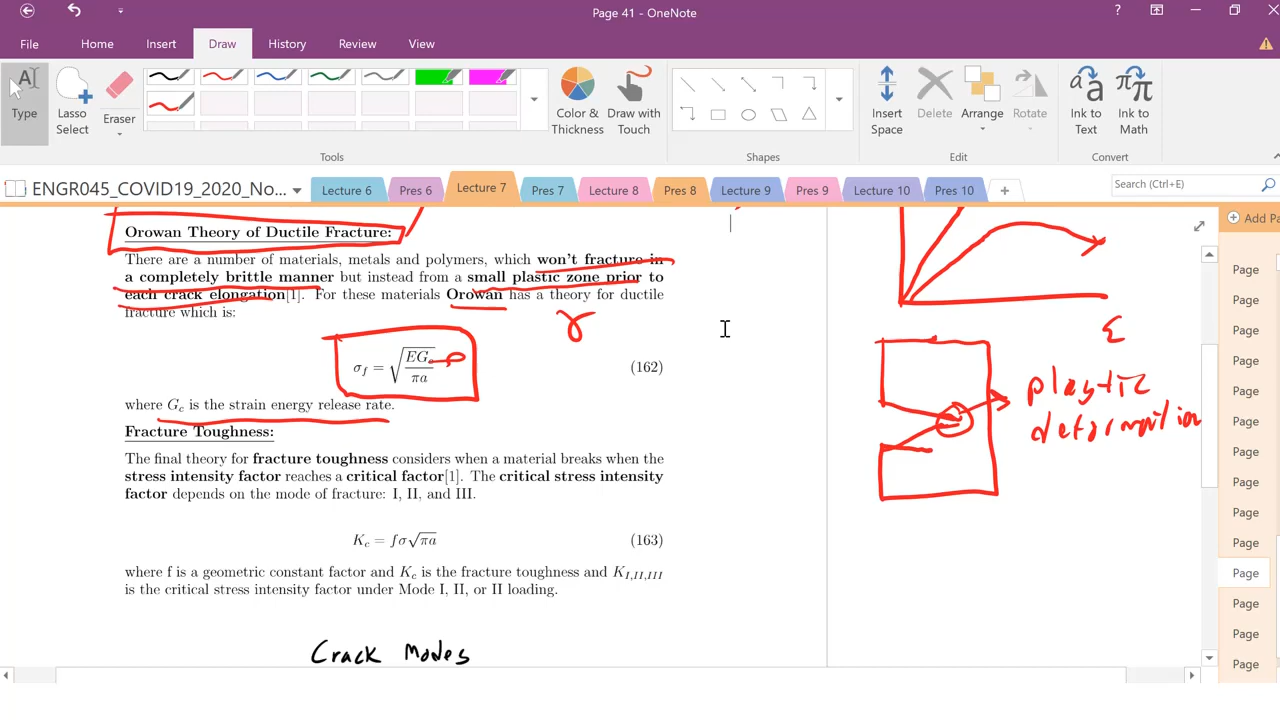 Page 41 - OneNote
?
File
Home
Insert
Draw
History
Review
View
Type
Lasso Select
Eraser
Color & Thickness
Draw with Touch
Insert Space
Delete
Arrange
Rotate
Ink to Text
Ink to Math
Tools
Shapes
Edit
Convert
ENGR045_COVID19_2020_No...
Lecture 6
Pres 6
Lecture 7
Pres 7
Lecture 8
Pres 8
Lecture 9
Pres 9
Lecture 10
Pres 10
Search (Ctrl+E)
Add Pa
Orowan Theory of Ductile Fracture:
There are a number of materials, metals and polymers, which won't fracture in
a completely brittle manner but instead from a small plastic zone prior to
each crack elongation[1]. For these materials Orowan has a theory for ductile
fracture which is:
γ
σ_f = √(EG_c/πa) (162)
where G_c is the strain energy release rate.
Fracture Toughness:
The final theory for fracture toughness considers when a material breaks when the
stress intensity factor reaches a critical factor[1]. The critical stress intensity
factor depends on the mode of fracture: I, II, and III.
K_c = fσ√πa (163)
where f is a geometric constant factor and K_c is the fracture toughness and K_I,II,III
is the critical stress intensity factor under Mode I, II, or II loading.
Crack Modes
ε
plastic
deformation
Page
Page
Page
Page
Page
Page
Page
Page
Page
Page
Page
Page
Page
Page